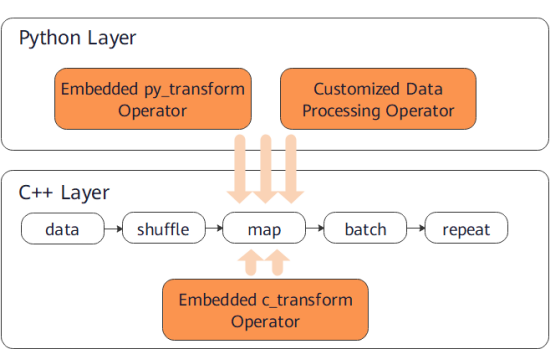 Python Layer
Embedded py_transform
Operator
Customized Data
Processing Operator
C++ Layer
data
shuffle
map
batch
repeat
Embedded c_transform
Operator